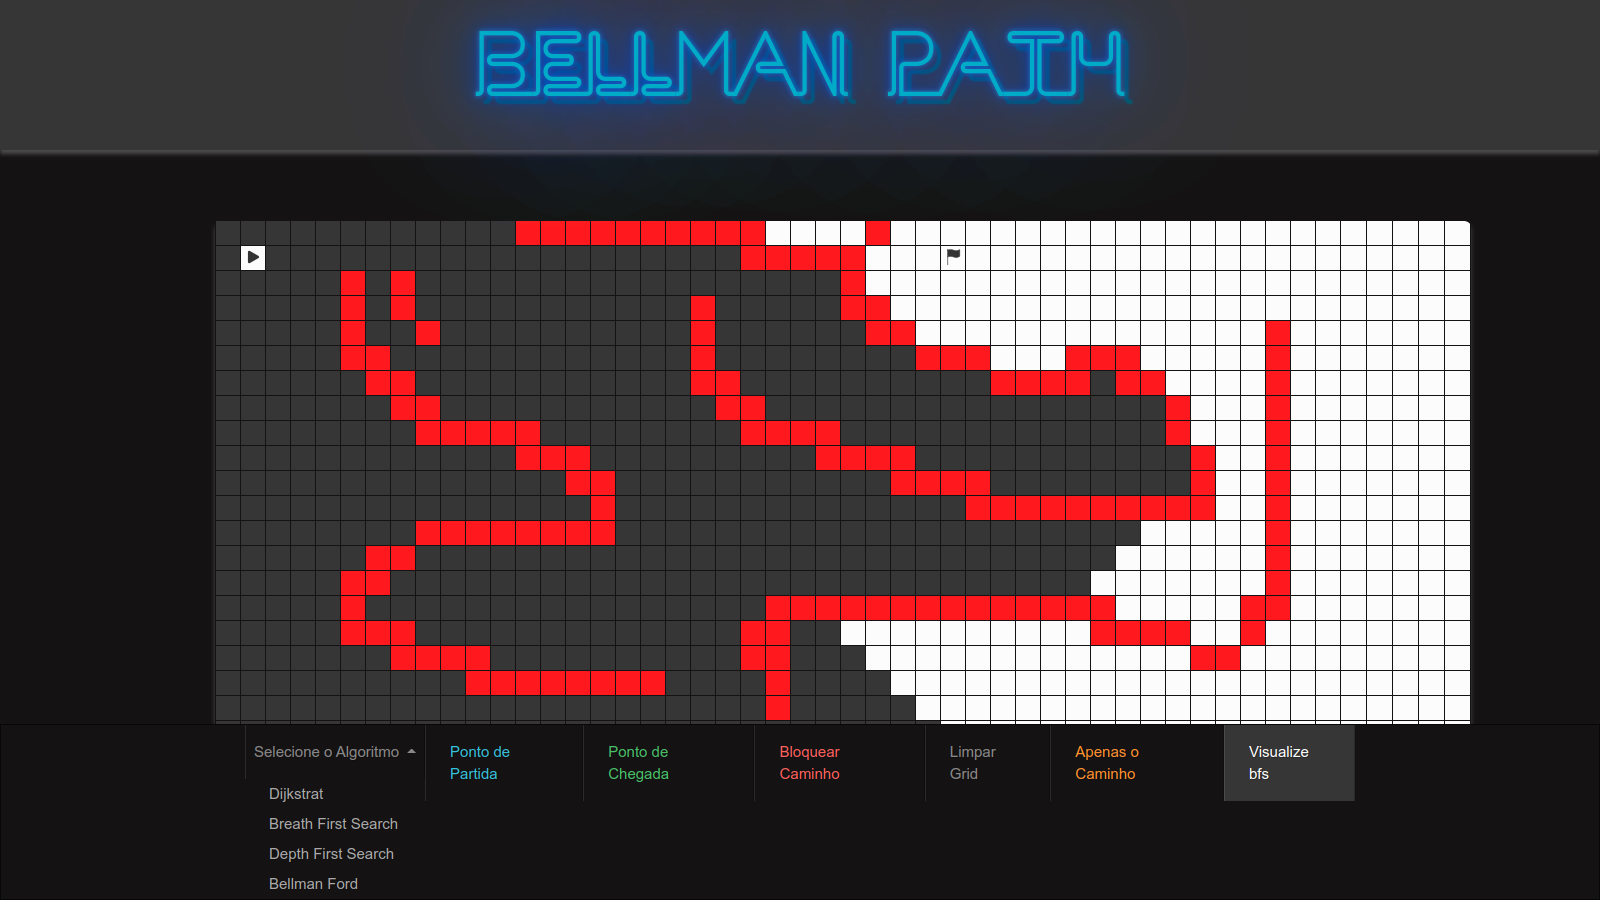 BELLMAN PATH
Selecione o Algoritmo
Dijkstrat
Breath First Search
Depth First Search
Bellman Ford
Ponto de
Partida
Ponto de
Chegada
Bloquear
Caminho
Limpar
Grid
Apenas o
Caminho
Visualize
bfs